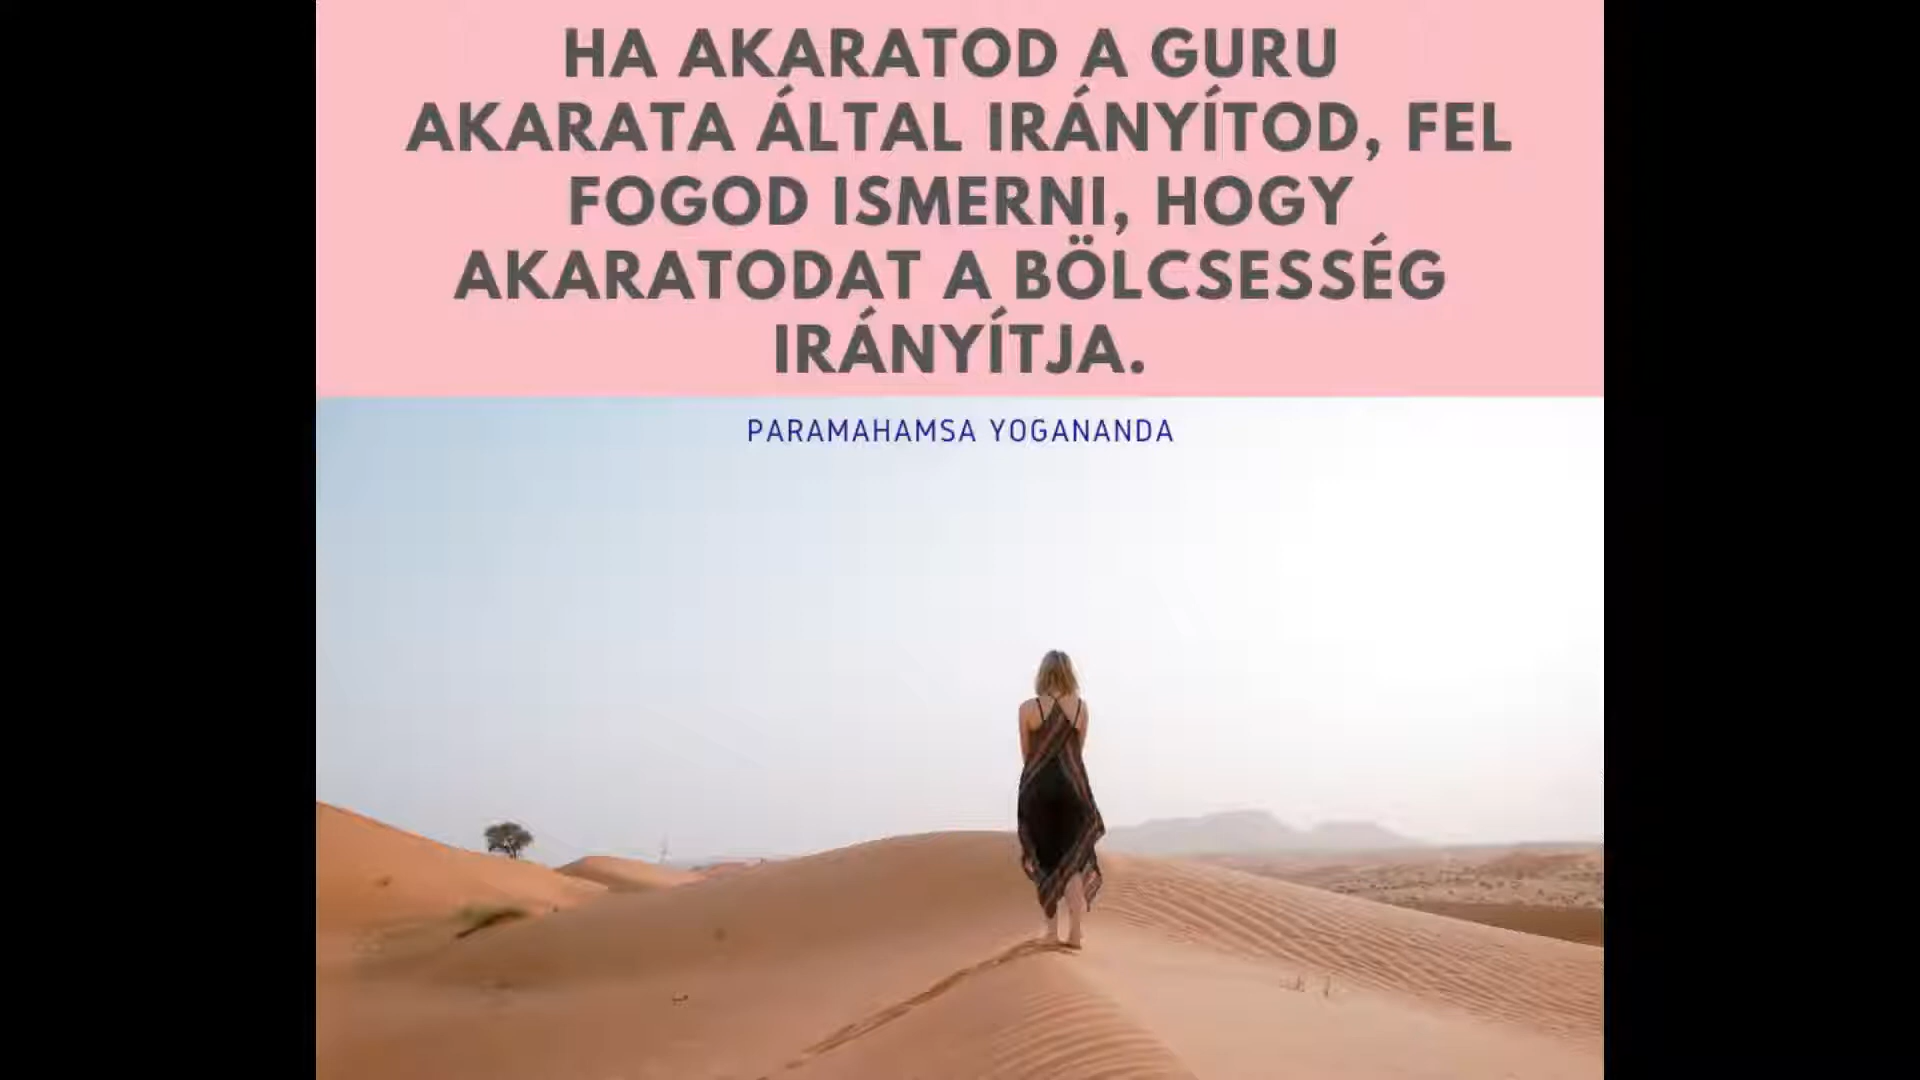 HA AKARATOD A GURU
AKARATA ÁLTAL IRÁNYÍTOD, FEL
FOGOD ISMERNI, HOGY
AKARATODAT A BÖLCSESSÉG
IRÁNYÍTJA.
PARAMAHAMSA YOGANANDA